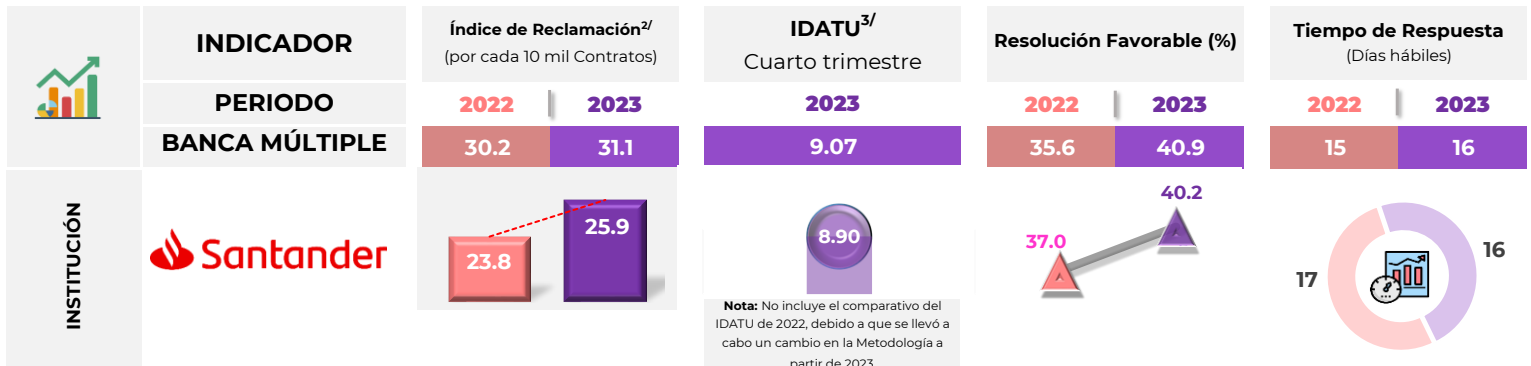 INDICADOR
Índice de Reclamación2/
(por cada 10 mil Contratos)
IDATU3/
Cuarto trimestre
Resolución Favorable (%)
Tiempo de Respuesta
(Días hábiles)
PERIODO
2022 2023
2023
2022 2023
2022 2023
BANCA MÚLTIPLE
30.2 31.1
9.07
35.6 40.9
15 16
INSTITUCIÓN
Santander
23.8
25.9
8.90
Nota: No incluye el comparativo del
IDATU de 2022, debido a que se llevó a
cabo un cambio en la Metodología a
partir de 2023
37.0
40.2
17
16